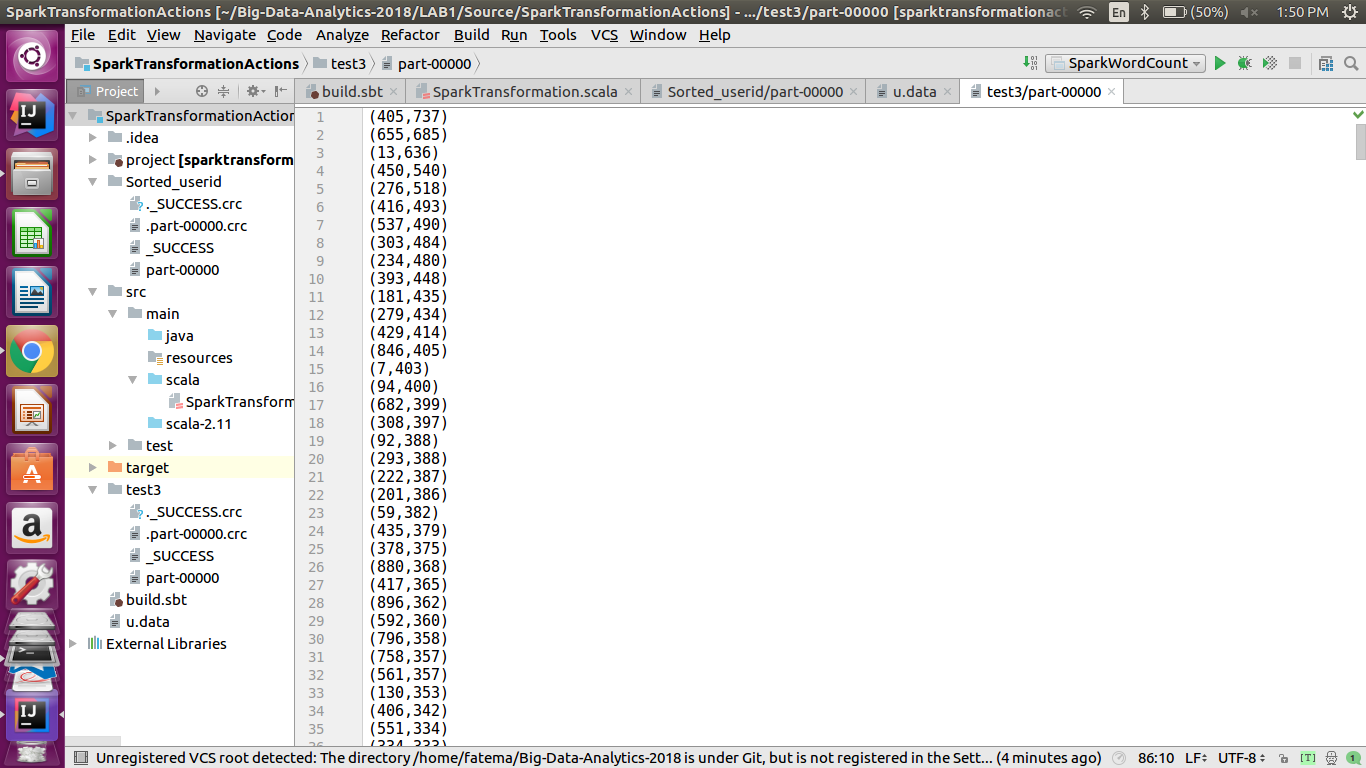 SparkTransformationActions [~/Big-Data-Analytics-2018/LAB1/Source/SparkTransformationActions] - .../test3/part-00000 [sparktransformationact
En
(50%)
1:50 PM
File Edit View Navigate Code Analyze Refactor Build Run Tools VCS Window Help
SparkTransformationActions
test3
part-00000
SparkWordCount
Project
build.sbt
SparkTransformation.scala
Sorted_userid/part-00000
u.data
test3/part-00000
SparkTransformationAction
.idea
project [sparktransform
Sorted_userid
._SUCCESS.crc
.part-00000.crc
_SUCCESS
part-00000
src
main
java
resources
scala
SparkTransform
scala-2.11
test
target
test3
._SUCCESS.crc
.part-00000.crc
_SUCCESS
part-00000
build.sbt
u.data
External Libraries
1 (405,737)
2 (655,685)
3 (13,636)
4 (450,540)
5 (276,518)
6 (416,493)
7 (537,490)
8 (303,484)
9 (234,480)
10 (393,448)
11 (181,435)
12 (279,434)
13 (429,414)
14 (846,405)
15 (7,403)
16 (94,400)
17 (682,399)
18 (308,397)
19 (92,388)
20 (293,388)
21 (222,387)
22 (201,386)
23 (59,382)
24 (435,379)
25 (378,375)
26 (880,368)
27 (417,365)
28 (896,362)
29 (592,360)
30 (796,358)
31 (758,357)
32 (561,357)
33 (130,353)
34 (406,342)
35 (551,334)
36 (334,333)
Unregistered VCS root detected: The directory /home/fatema/Big-Data-Analytics-2018 is under Git, but is not registered in the Sett... (4 minutes ago)
86:10 LF UTF-8
[T]
1